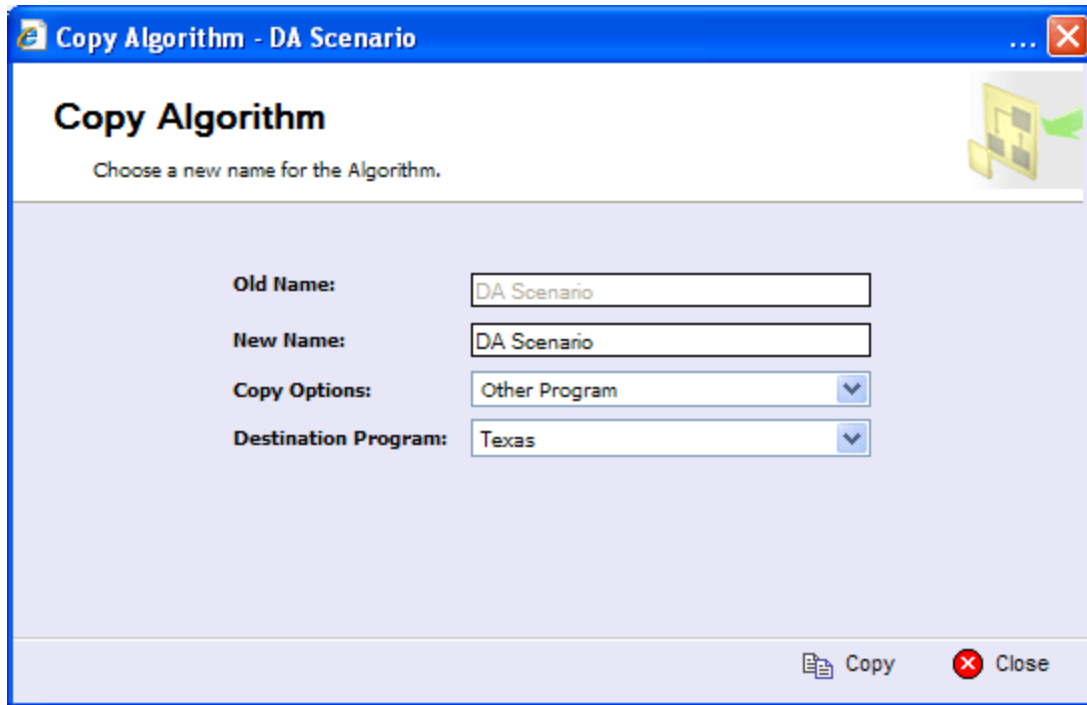 Copy Algorithm - DA Scenario ...
Copy Algorithm
Choose a new name for the Algorithm.
Old Name: DA Scenario
New Name: DA Scenario
Copy Options: Other Program
Destination Program: Texas
Copy Close